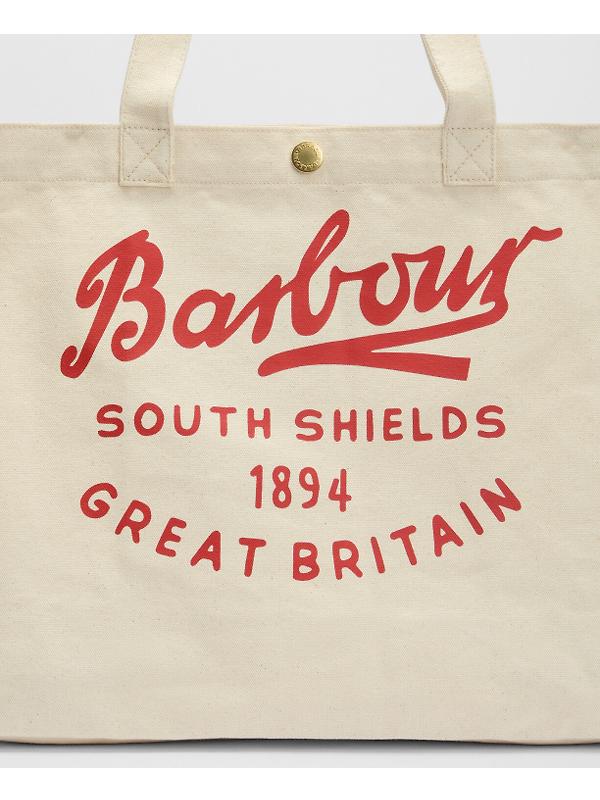 Barbour
SOUTH SHIELDS
1894
GREAT BRITAIN